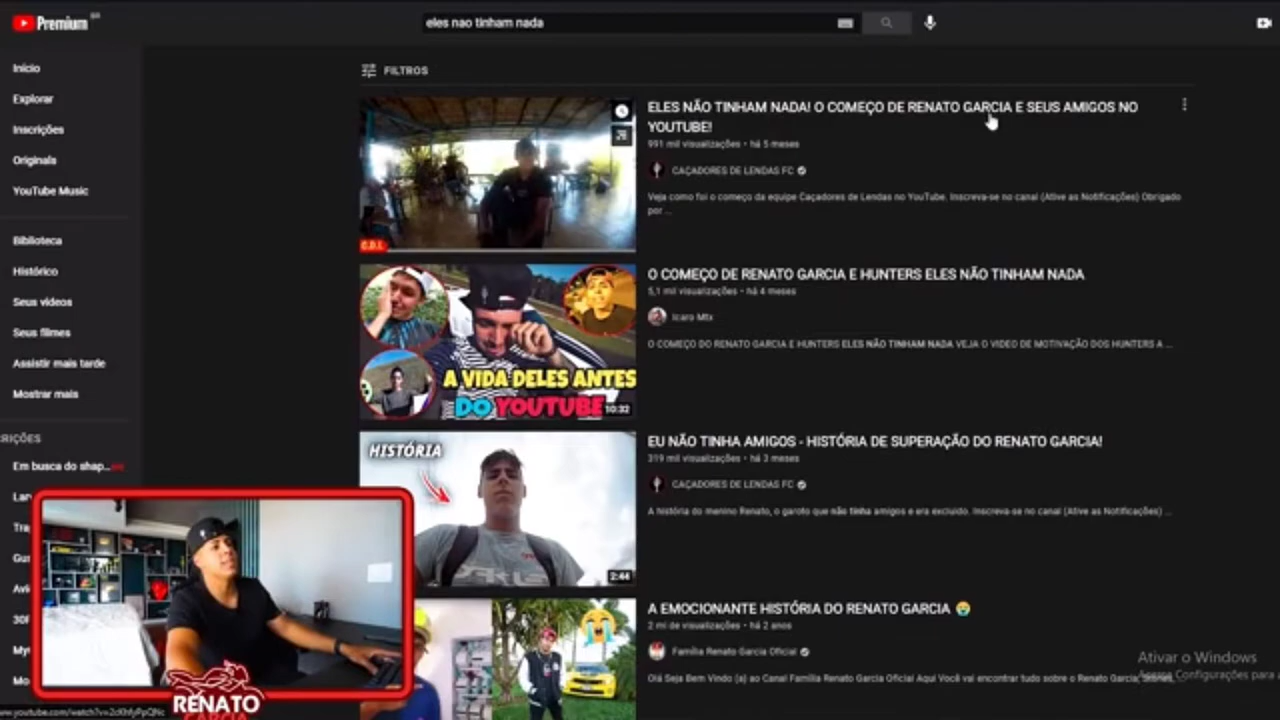 Premium BR
eles nao tinham nada
Início
Explorar
Inscrições
Originals
YouTube Music
Biblioteca
Histórico
Seus vídeos
Seus filmes
Assistir mais tarde
Mostrar mais
RIÇÕES
Em busca do shap...
FILTROS
ELES NÃO TINHAM NADA! O COMEÇO DE RENATO GARCIA E SEUS AMIGOS NO
YOUTUBE!
991 mil visualizações • há 5 meses
CAÇADORES DE LENDAS FC
Veja como foi o começo da equipe Caçadores de Lendas no YouTube. Inscreva-se no canal (Ative as Notificações) Obrigado
por ...
C.D.L
O COMEÇO DE RENATO GARCIA E HUNTERS ELES NÃO TINHAM NADA
5,1 mil visualizações • há 4 meses
Icaro Mtx
O COMEÇO DO RENATO GARCIA E HUNTERS ELES NÃO TINHAM NADA VEJA O VIDEO DE MOTIVAÇÃO DOS HUNTERS A ...
A VIDA DELES ANTES
DO YOUTUBE
10:32
EU NÃO TINHA AMIGOS - HISTÓRIA DE SUPERAÇÃO DO RENATO GARCIA!
319 mil visualizações • há 3 meses
CAÇADORES DE LENDAS FC
A história do menino Renato, o garoto que não tinha amigos e era excluído. Inscreva-se no canal (Ative as Notificações) ...
HISTÓRIA
2:44
A EMOCIONANTE HISTÓRIA DO RENATO GARCIA 😭
2 mi de visualizações • há 2 anos
Família Renato Garcia Oficial
Olá Seja Bem Vindo (a) ao Canal Família Renato Garcia Oficial Aqui Você vai encontrar tudo sobre o Renato Garcia,
Ativar o Windows
Acesse Configurações para
RENATO
GARCIA